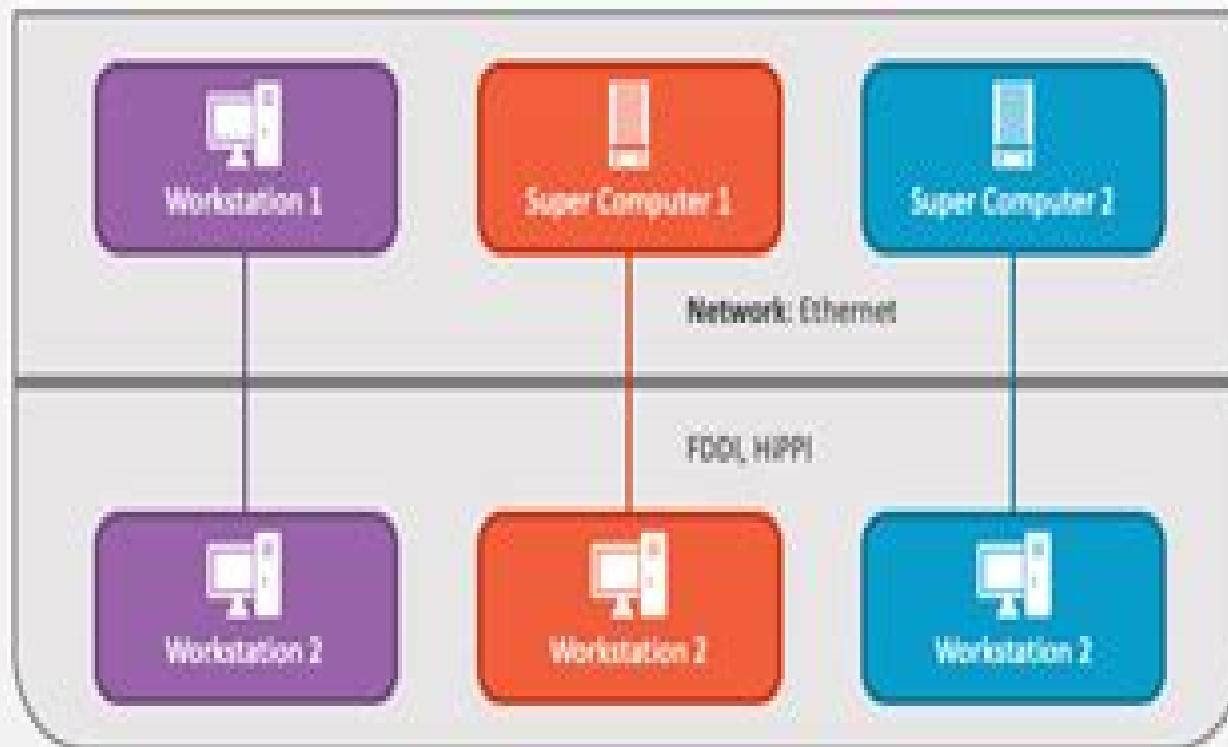 Workstation 1
Super Computer 1
Super Computer 2
Network: Ethernet
FDDI, HiPPI
Workstation 2
Workstation 2
Workstation 2